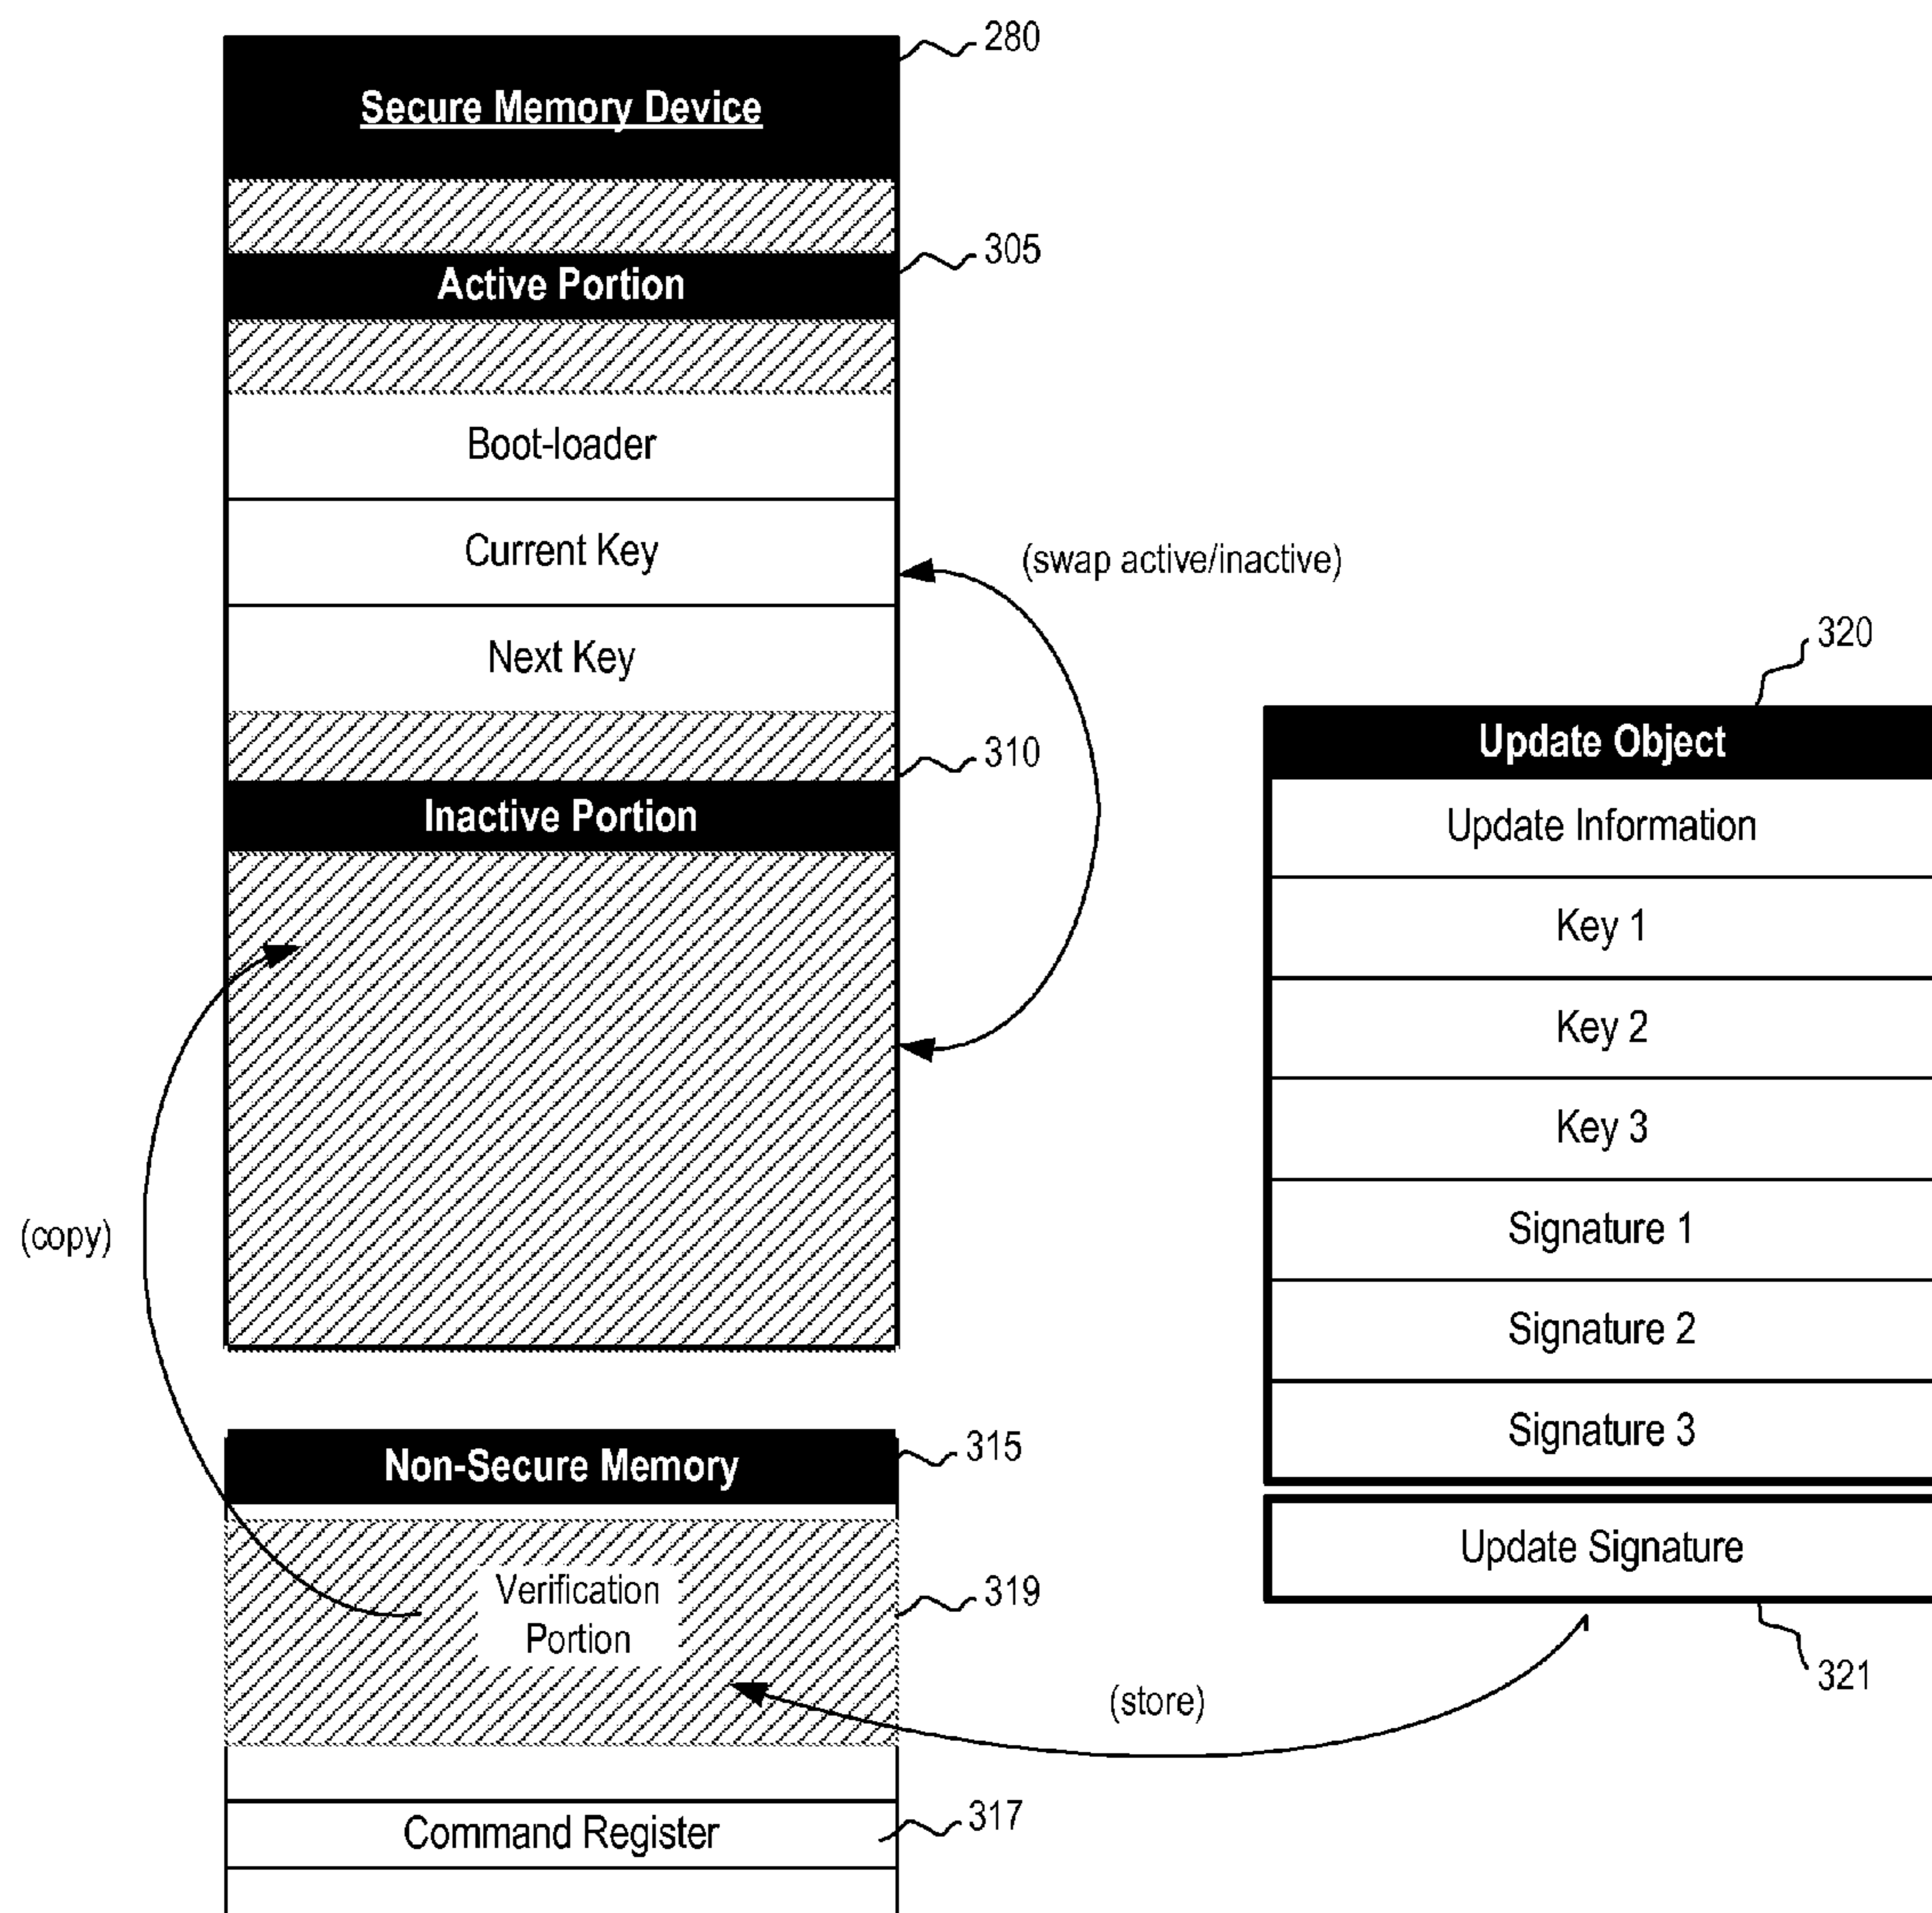 280
Secure Memory Device
305
Active Portion
Boot-loader
Current Key
(swap active/inactive)
Next Key
310
Inactive Portion
(copy)
320
Update Object
Update Information
Key 1
Key 2
Key 3
Signature 1
Signature 2
Signature 3
Update Signature
321
315
Non-Secure Memory
Verification
Portion
319
(store)
317
Command Register